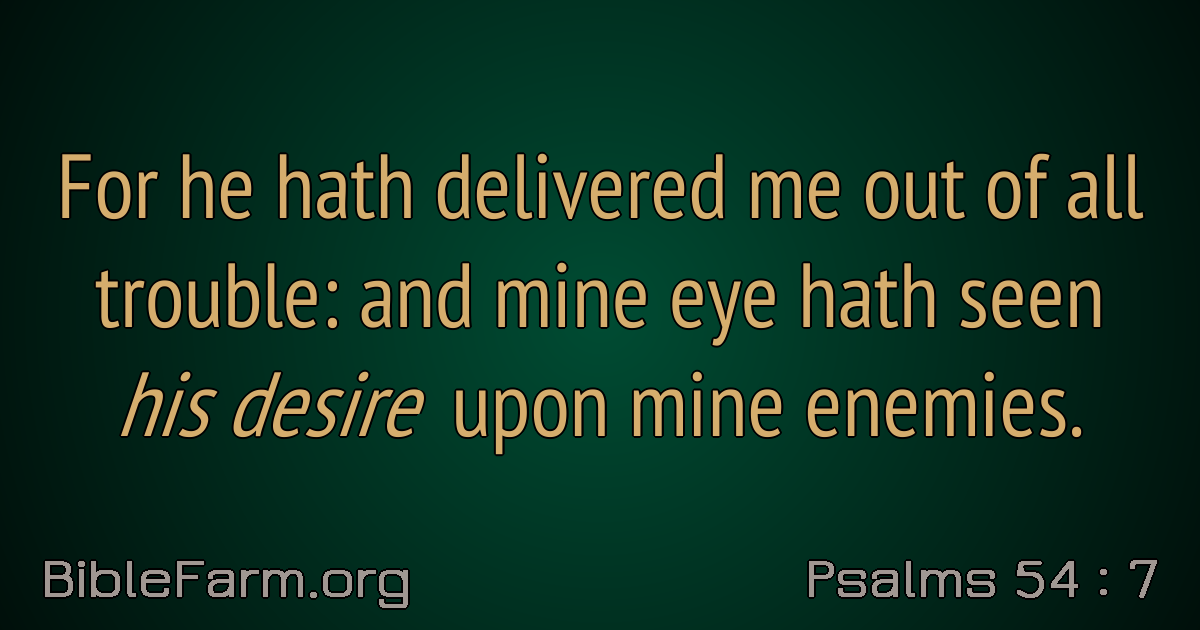 For he hath delivered me out of all
trouble: and mine eye hath seen
his desire upon mine enemies.
BibleFarm.org
Psalms 54 : 7